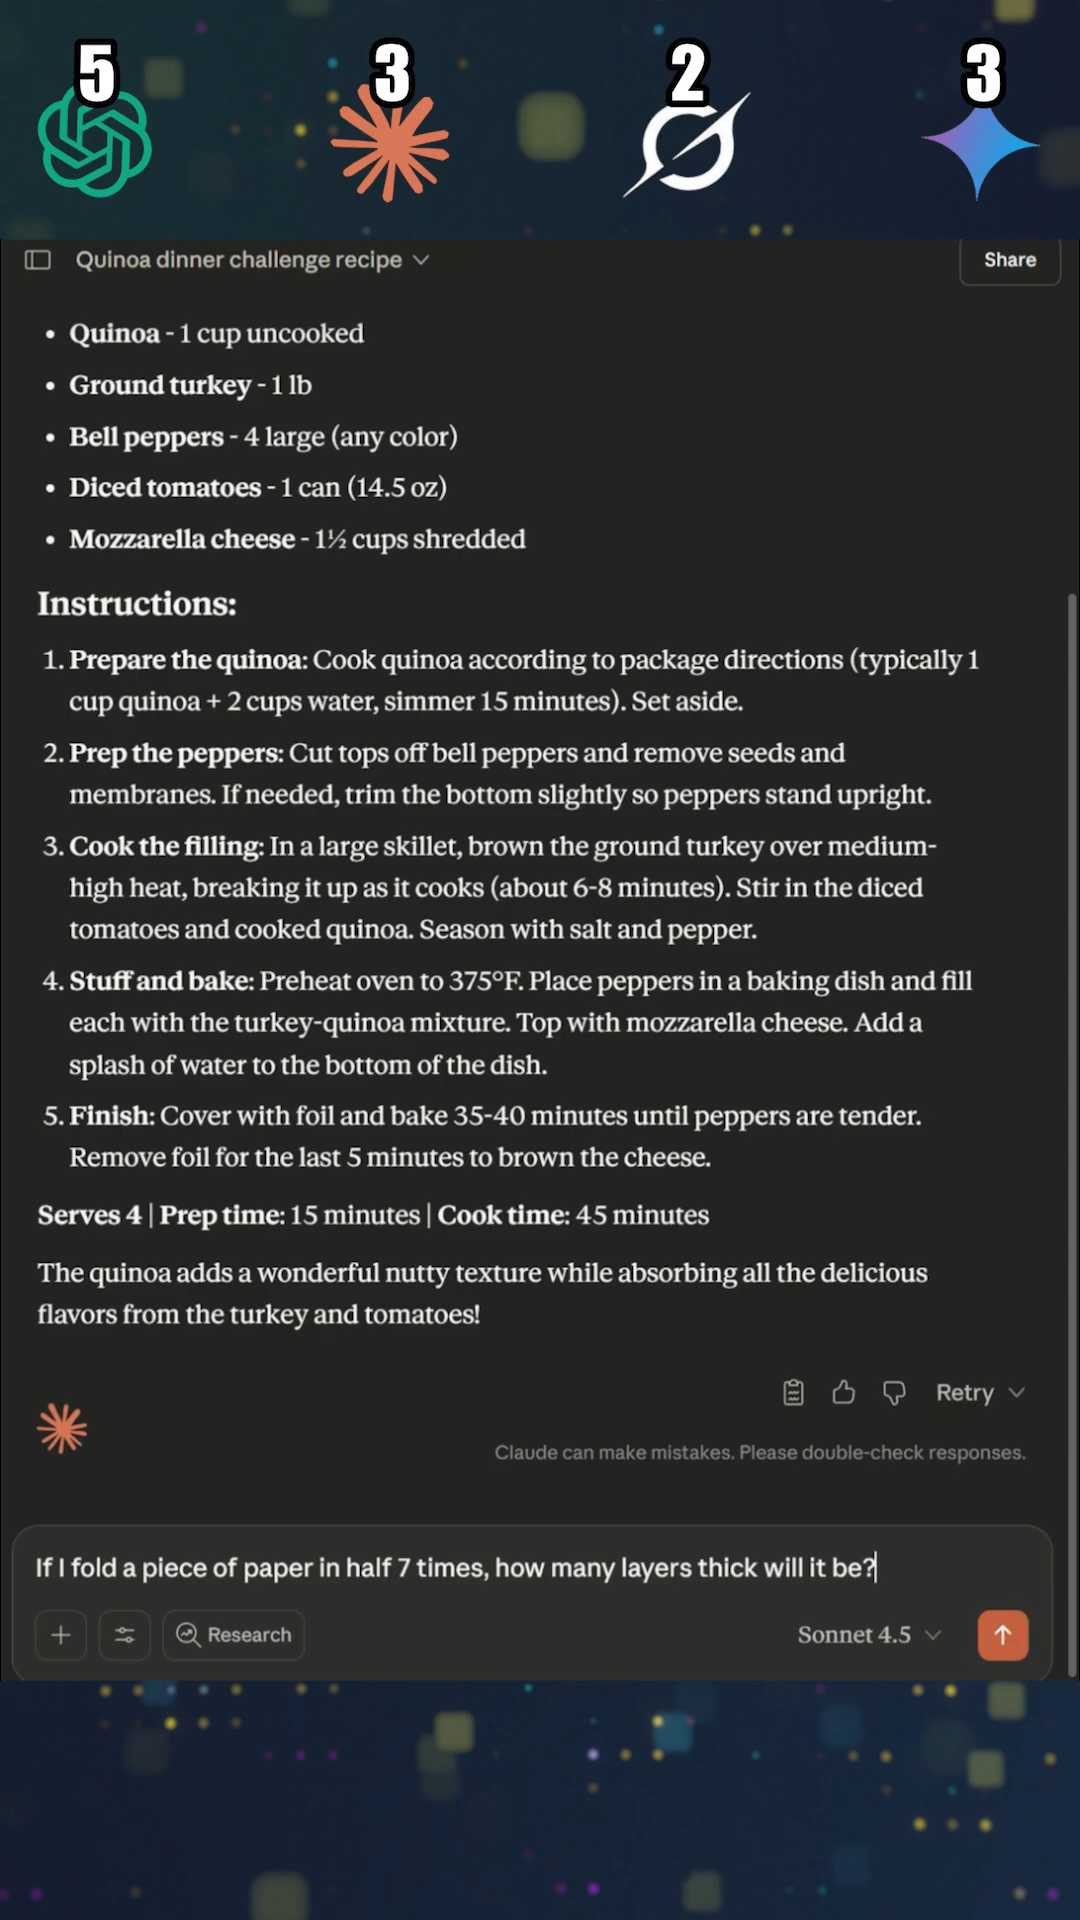 5 3 2 3
Quinoa dinner challenge recipe
Share
• Quinoa - 1 cup uncooked
• Ground turkey - 1 lb
• Bell peppers - 4 large (any color)
• Diced tomatoes - 1 can (14.5 oz)
• Mozzarella cheese - 1½ cups shredded
Instructions:
1. Prepare the quinoa: Cook quinoa according to package directions (typically 1
cup quinoa + 2 cups water, simmer 15 minutes). Set aside.
2. Prep the peppers: Cut tops off bell peppers and remove seeds and
membranes. If needed, trim the bottom slightly so peppers stand upright.
3. Cook the filling: In a large skillet, brown the ground turkey over medium-
high heat, breaking it up as it cooks (about 6-8 minutes). Stir in the diced
tomatoes and cooked quinoa. Season with salt and pepper.
4. Stuff and bake: Preheat oven to 375°F. Place peppers in a baking dish and fill
each with the turkey-quinoa mixture. Top with mozzarella cheese. Add a
splash of water to the bottom of the dish.
5. Finish: Cover with foil and bake 35-40 minutes until peppers are tender.
Remove foil for the last 5 minutes to brown the cheese.
Serves 4 | Prep time: 15 minutes | Cook time: 45 minutes
The quinoa adds a wonderful nutty texture while absorbing all the delicious
flavors from the turkey and tomatoes!
Retry
Claude can make mistakes. Please double-check responses.
If I fold a piece of paper in half 7 times, how many layers thick will it be?
Research
Sonnet 4.5